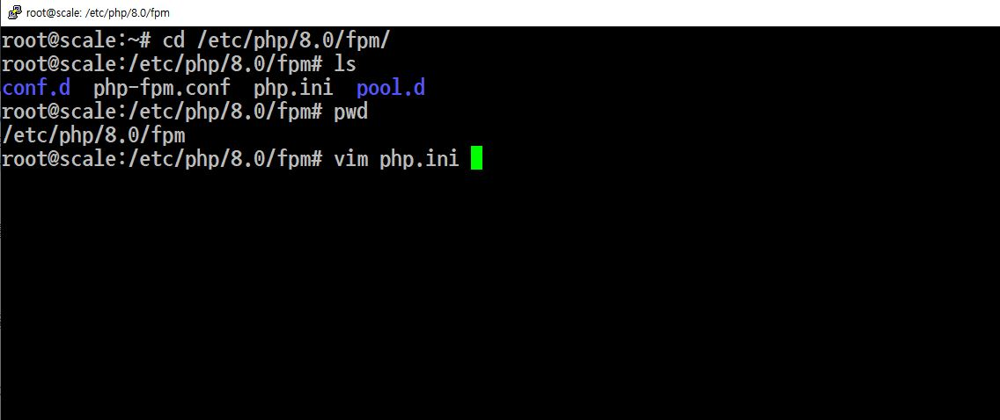 root@scale: /etc/php/8.0/fpm
root@scale:~# cd /etc/php/8.0/fpm/
root@scale:/etc/php/8.0/fpm# ls
conf.d  php-fpm.conf  php.ini  pool.d
root@scale:/etc/php/8.0/fpm# pwd
/etc/php/8.0/fpm
root@scale:/etc/php/8.0/fpm# vim php.ini